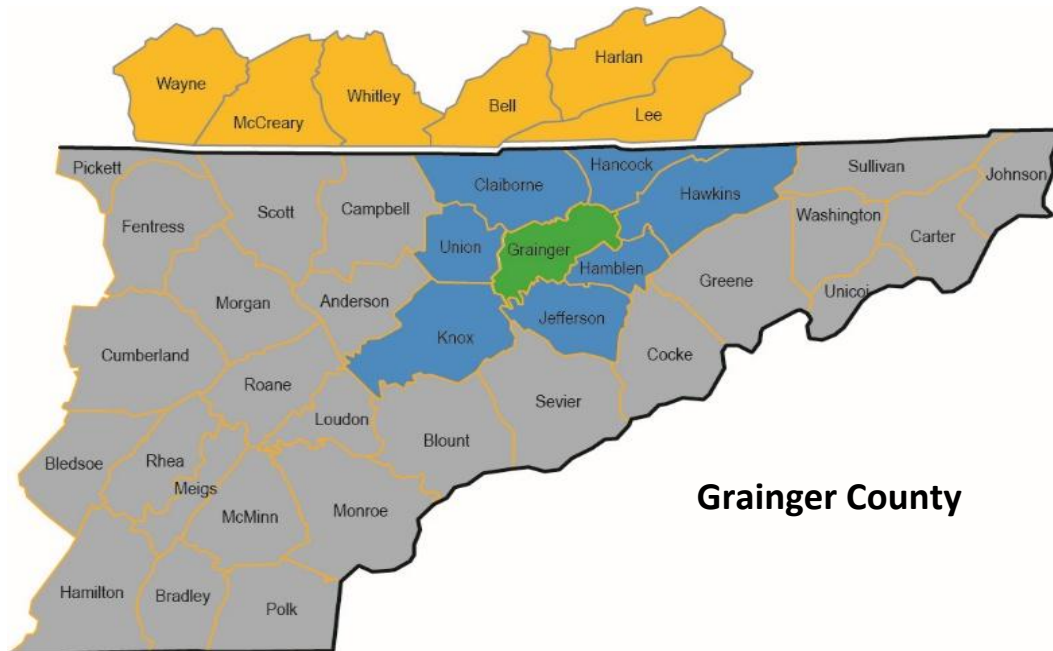 Harlan
Wayne
Whitley
Bell
Lee
McCreary
Pickett
Hancock
Sullivan
Johnson
Claiborne
Hawkins
Scott
Campbell
Washington
Fentress
Carter
Union
Grainger
Hamblen
Greene
Unicoi
Morgan
Anderson
Jefferson
Knox
Cumberland
Cocke
Roane
Sevier
Loudon
Blount
Bledsoe
Rhea
Meigs
Grainger County
McMinn
Monroe
Hamilton
Bradley
Polk